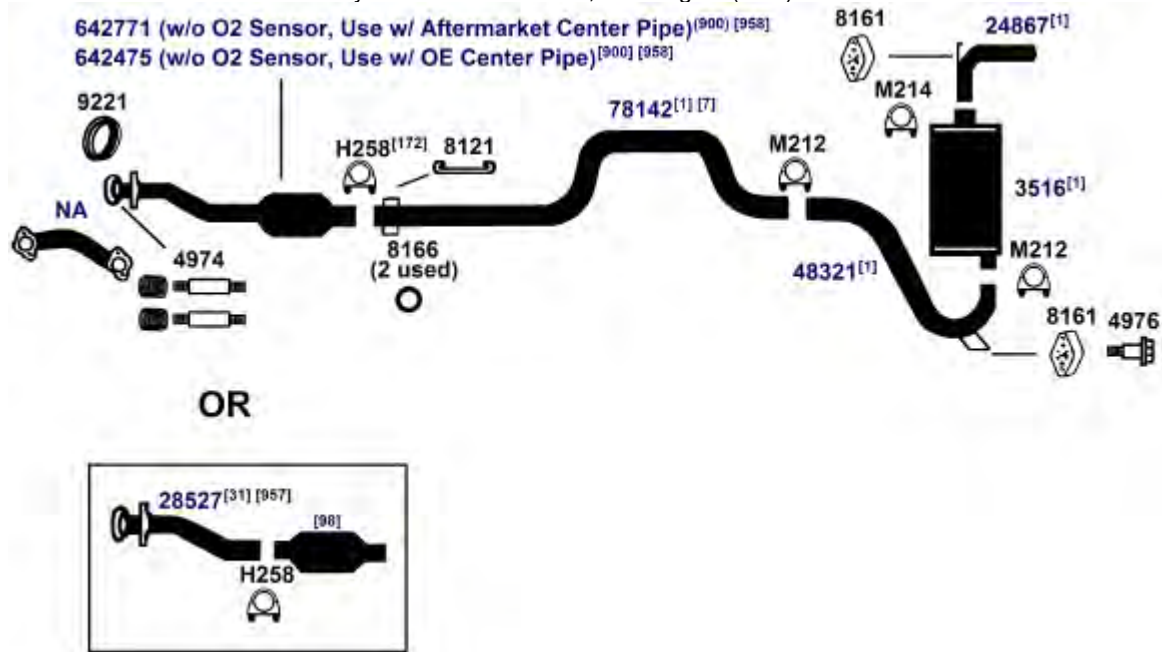 642771 (w/o O2 Sensor, Use w/ Aftermarket Center Pipe)(900) [958]
642475 (w/o O2 Sensor, Use w/ OE Center Pipe)[900] [958]
8161
24867[1]
9221
M214
78142[1] [7]
H258[172]
8121
M212
3516[1]
NA
4974
8166
(2 used)
48321[1]
M212
8161
4976
OR
28527[31] [957]
[98]
H258